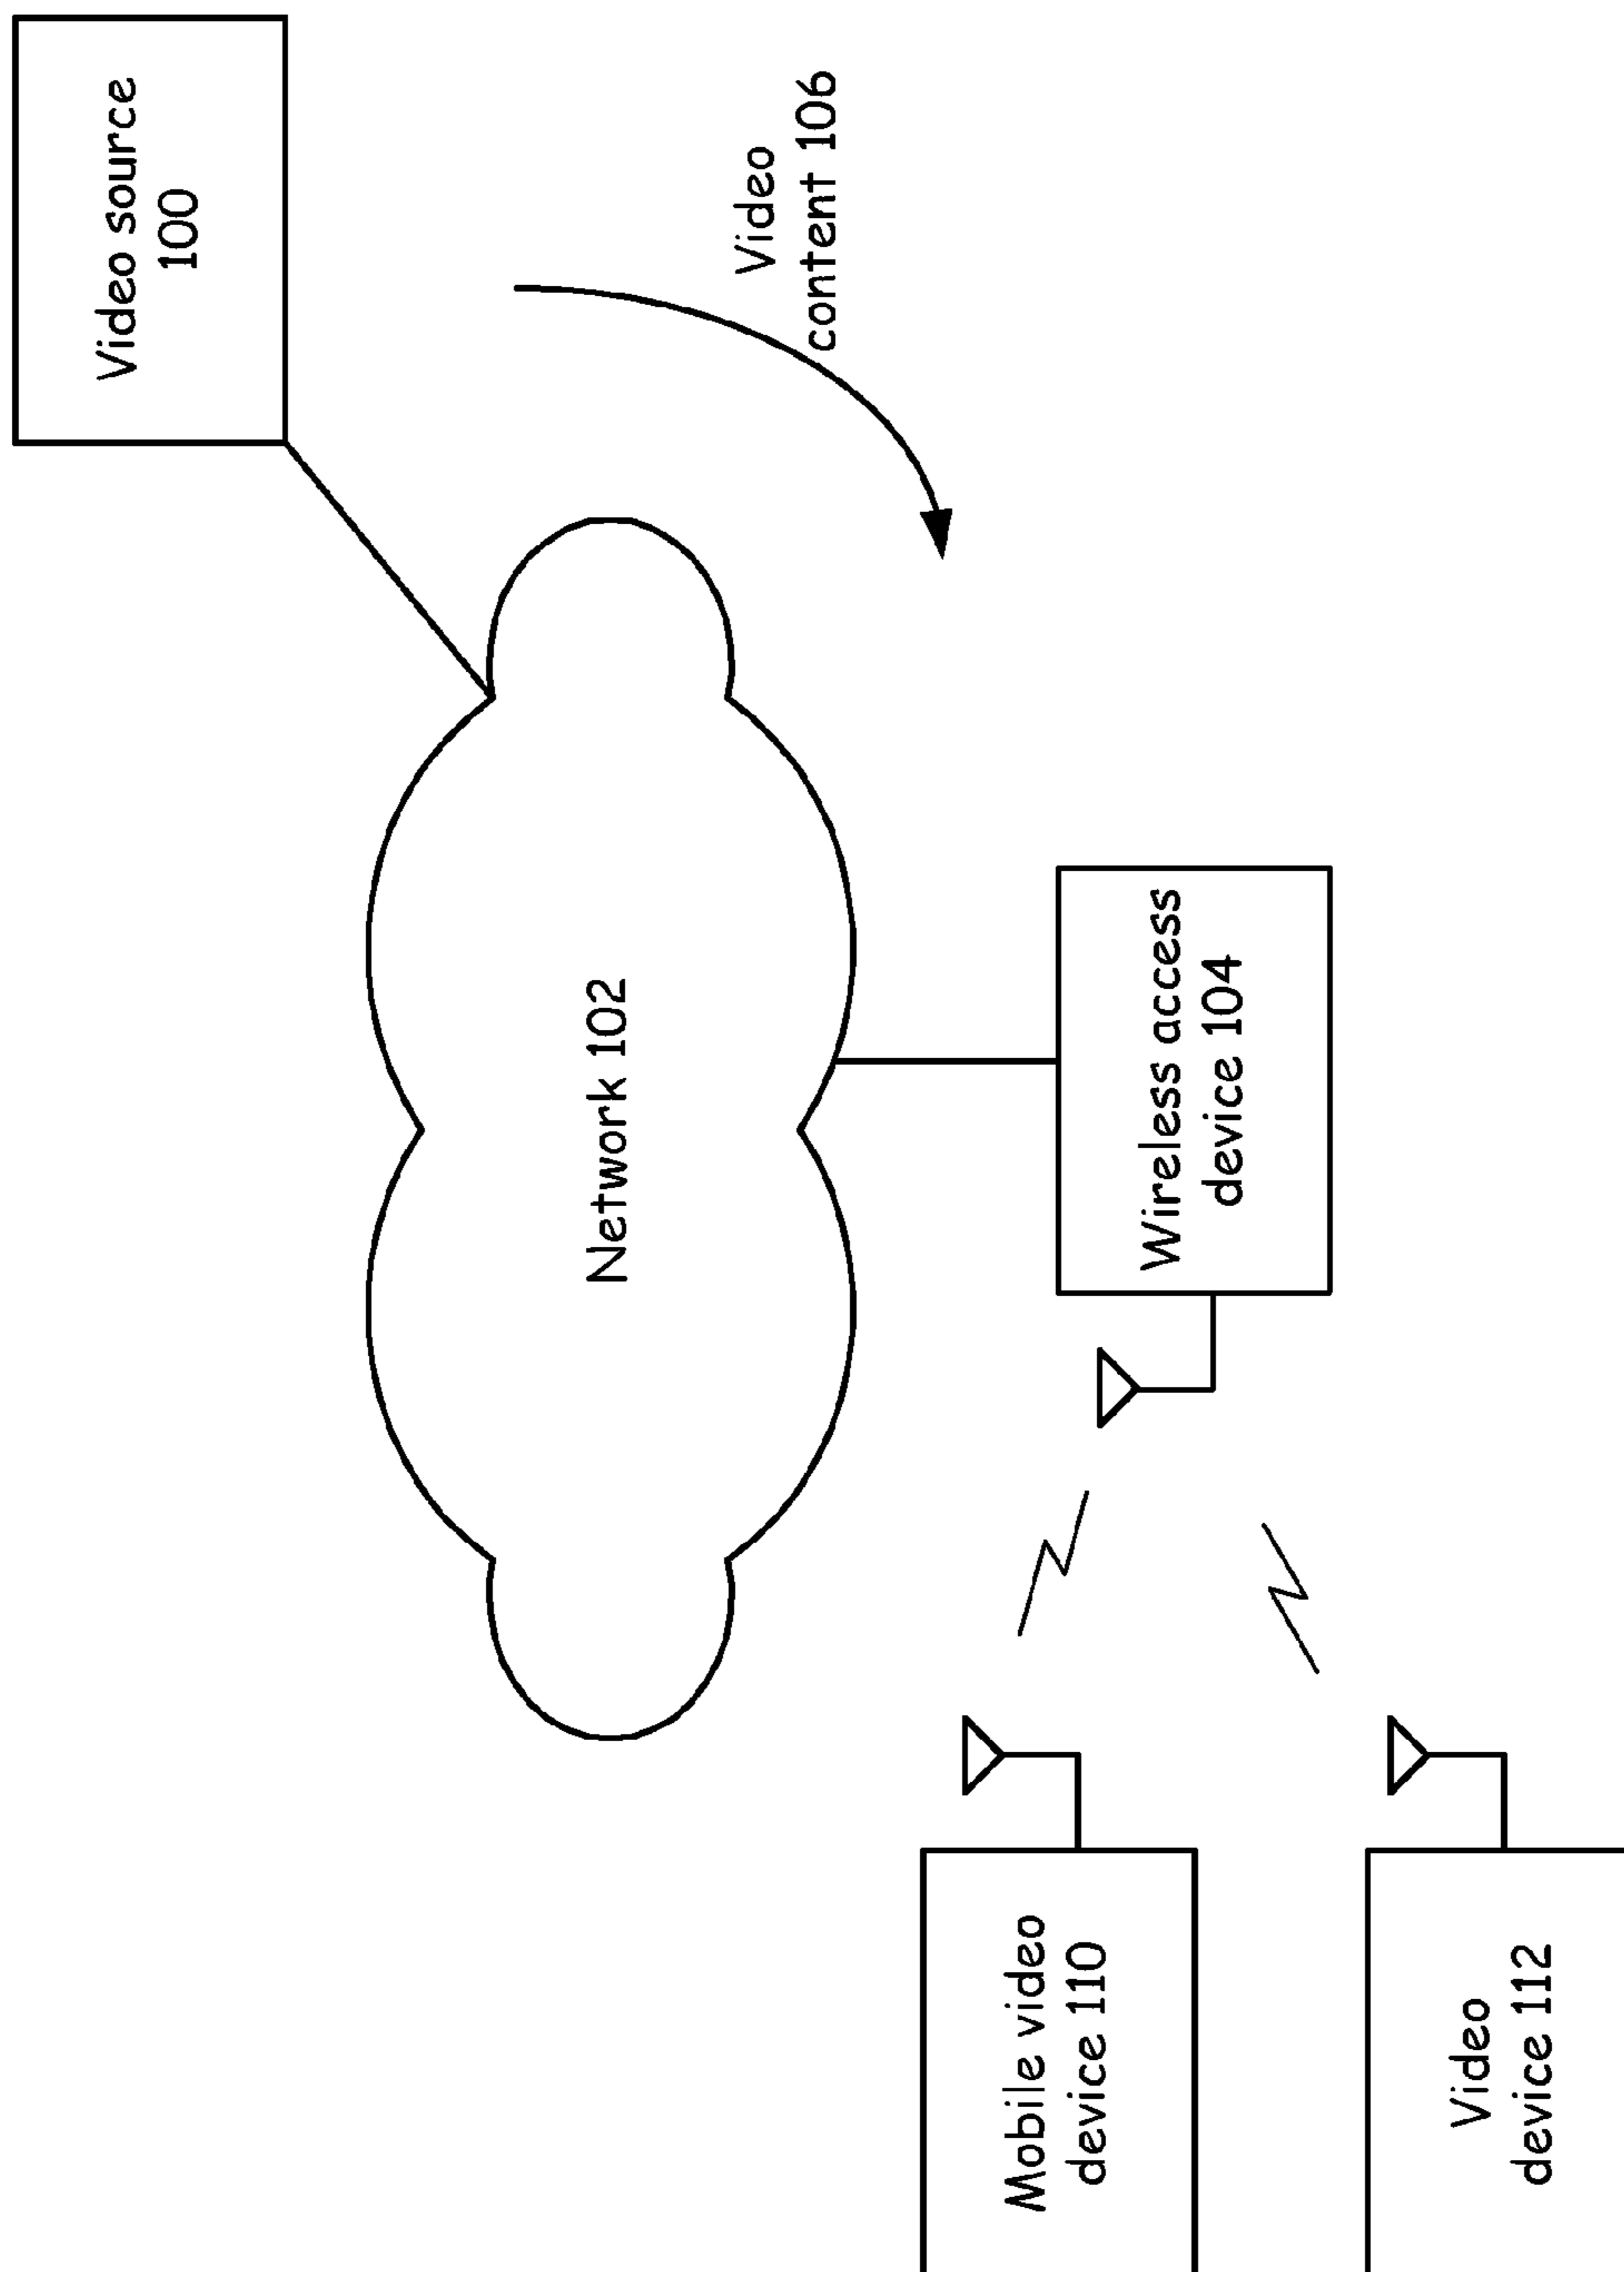 Video source
100
Video
content 106
Network 102
Wireless access
device 104
Mobile video
device 110
Video
device 112